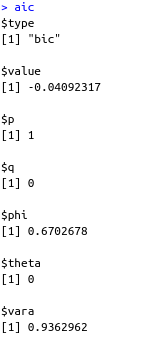 > aic
$type
[1] "bic"
$value
[1] -0.04092317
$p
[1] 1
$q
[1] 0
$phi
[1] 0.6702678
$theta
[1] 0
$vara
[1] 0.9362962